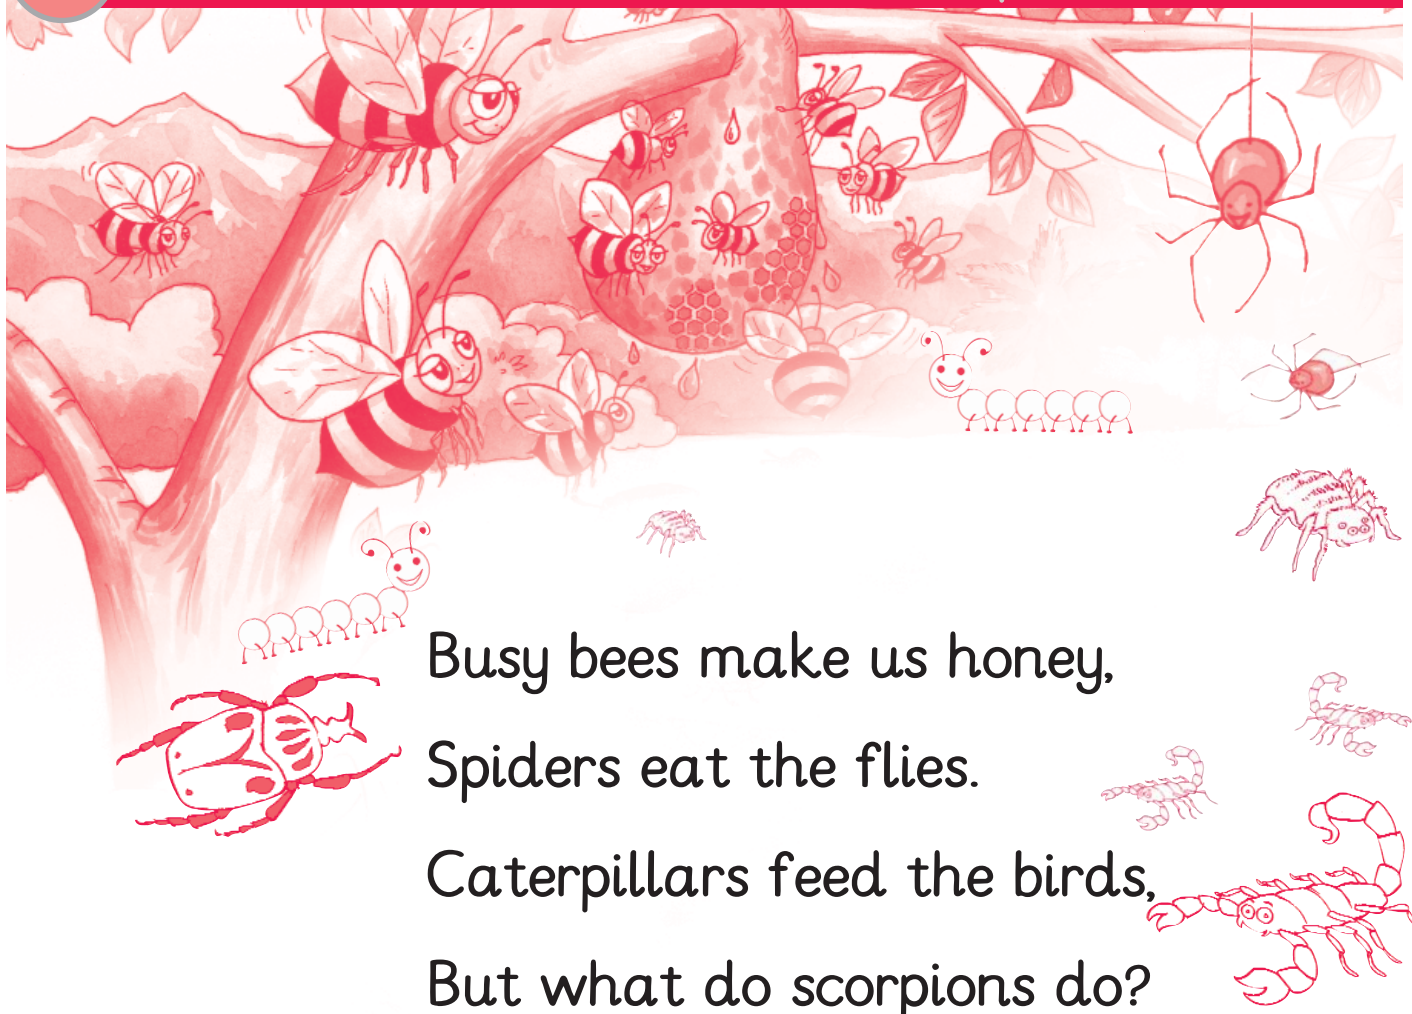 Busy bees make us honey,
Spiders eat the flies.
Caterpillars feed the birds,
But what do scorpions do?